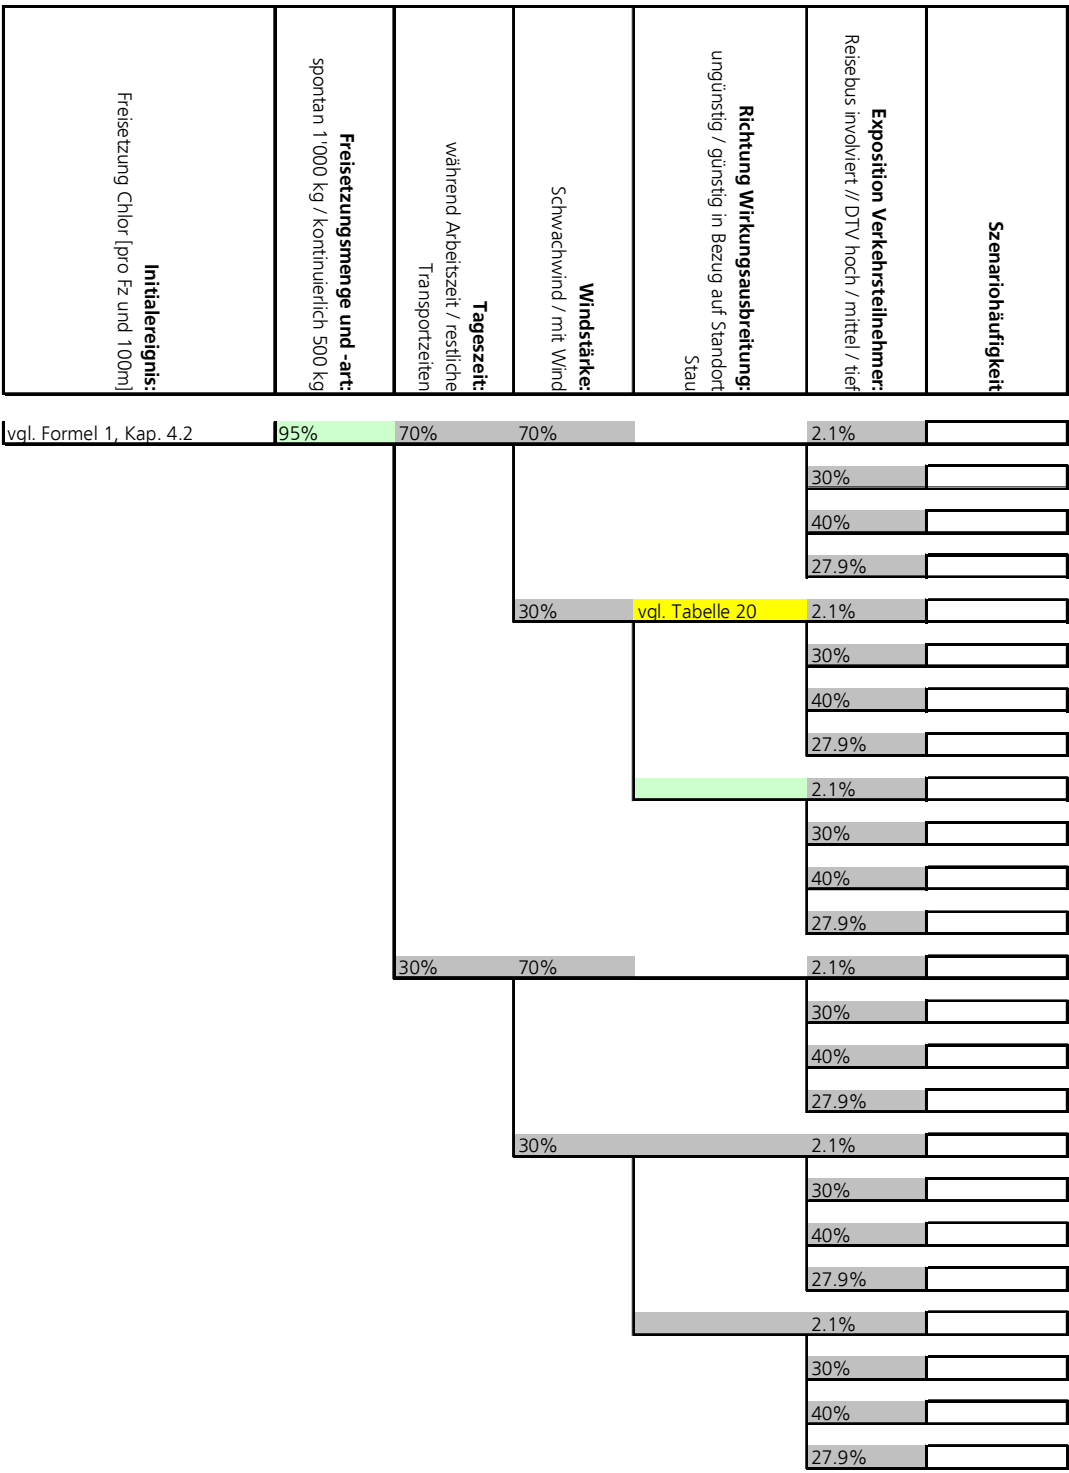 Initialereignis:
Freisetzung Chlor [pro Fz und 100m]
Freisetzungsmenge und -art:
spontan 1'000 kg / kontinuierlich 500 kg
Tageszeit:
während Arbeitszeit / restliche
Transportzeiten
Windstärke:
Schwachwind / mit Wind
Richtung Wirkungsausbreitung:
ungünstig / günstig in Bezug auf Standort
Stau
Exposition Verkehrsteilnehmer:
Reisebus involviert // DTV hoch / mittel / tief
Szenariohäufigkeit
vgl. Formel 1, Kap. 4.2 95% 70% 70% 2.1%
30%
40%
27.9%
30% vgl. Tabelle 20 2.1%
30%
40%
27.9%
2.1%
30%
40%
27.9%
30% 70% 2.1%
30%
40%
27.9%
30% 2.1%
30%
40%
27.9%
2.1%
30%
40%
27.9%